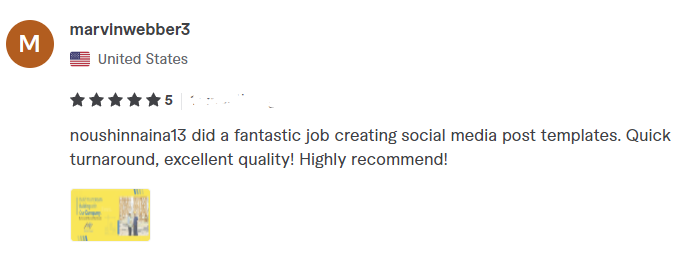 M
marvinwebber3
United States
5
noushinnaina13 did a fantastic job creating social media post templates. Quick
turnaround, excellent quality! Highly recommend!